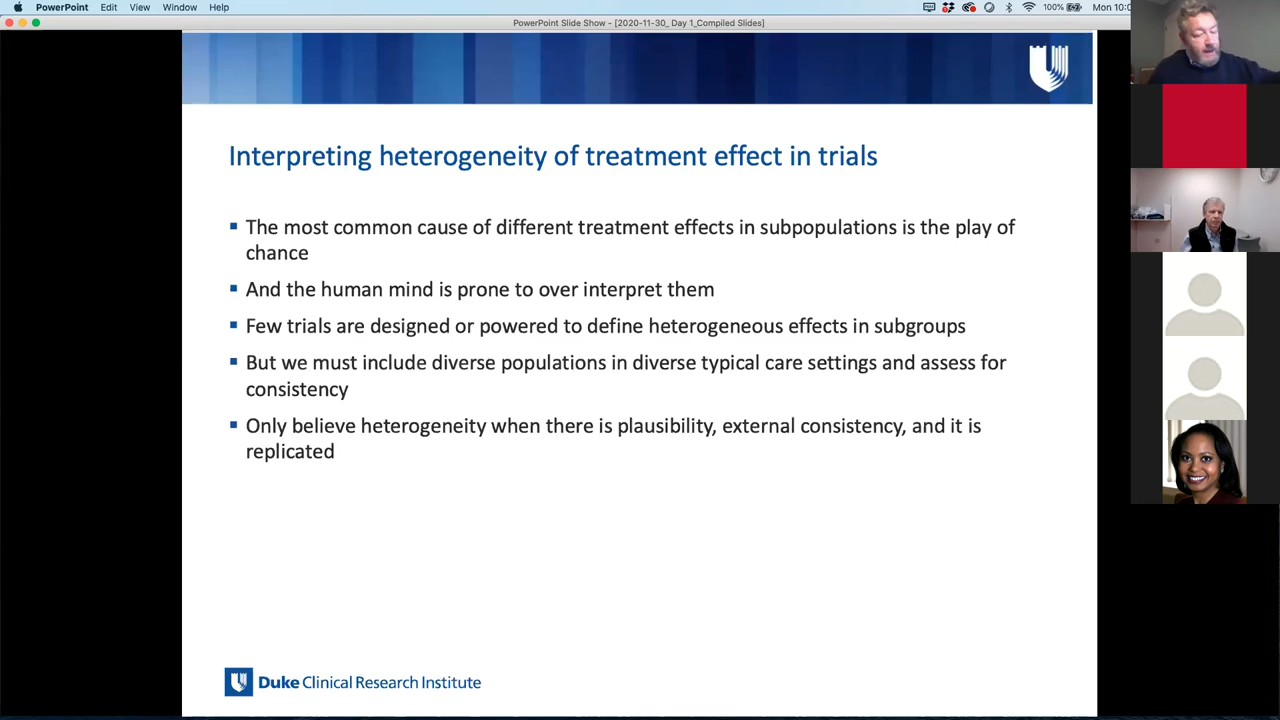 PowerPoint Edit View Window Help 100% Mon 10:0
PowerPoint Slide Show - [2020-11-30_ Day 1_Compiled Slides]
Interpreting heterogeneity of treatment effect in trials
The most common cause of different treatment effects in subpopulations is the play of
chance
And the human mind is prone to over interpret them
Few trials are designed or powered to define heterogeneous effects in subgroups
But we must include diverse populations in diverse typical care settings and assess for
consistency
Only believe heterogeneity when there is plausibility, external consistency, and it is
replicated
Duke Clinical Research Institute